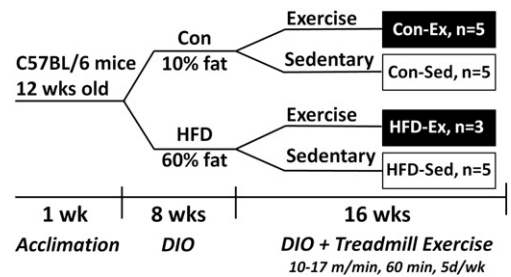 C57BL/6 mice
12 wks old
Con
10% fat
HFD
60% fat
Exercise
Con-Ex, n=5
Sedentary
Con-Sed, n=5
Exercise
HFD-Ex, n=3
Sedentary
HFD-Sed, n=5
1 wk
8 wks
16 wks
Acclimation
DIO
DIO + Treadmill Exercise
10-17 m/min, 60 min, 5d/wk